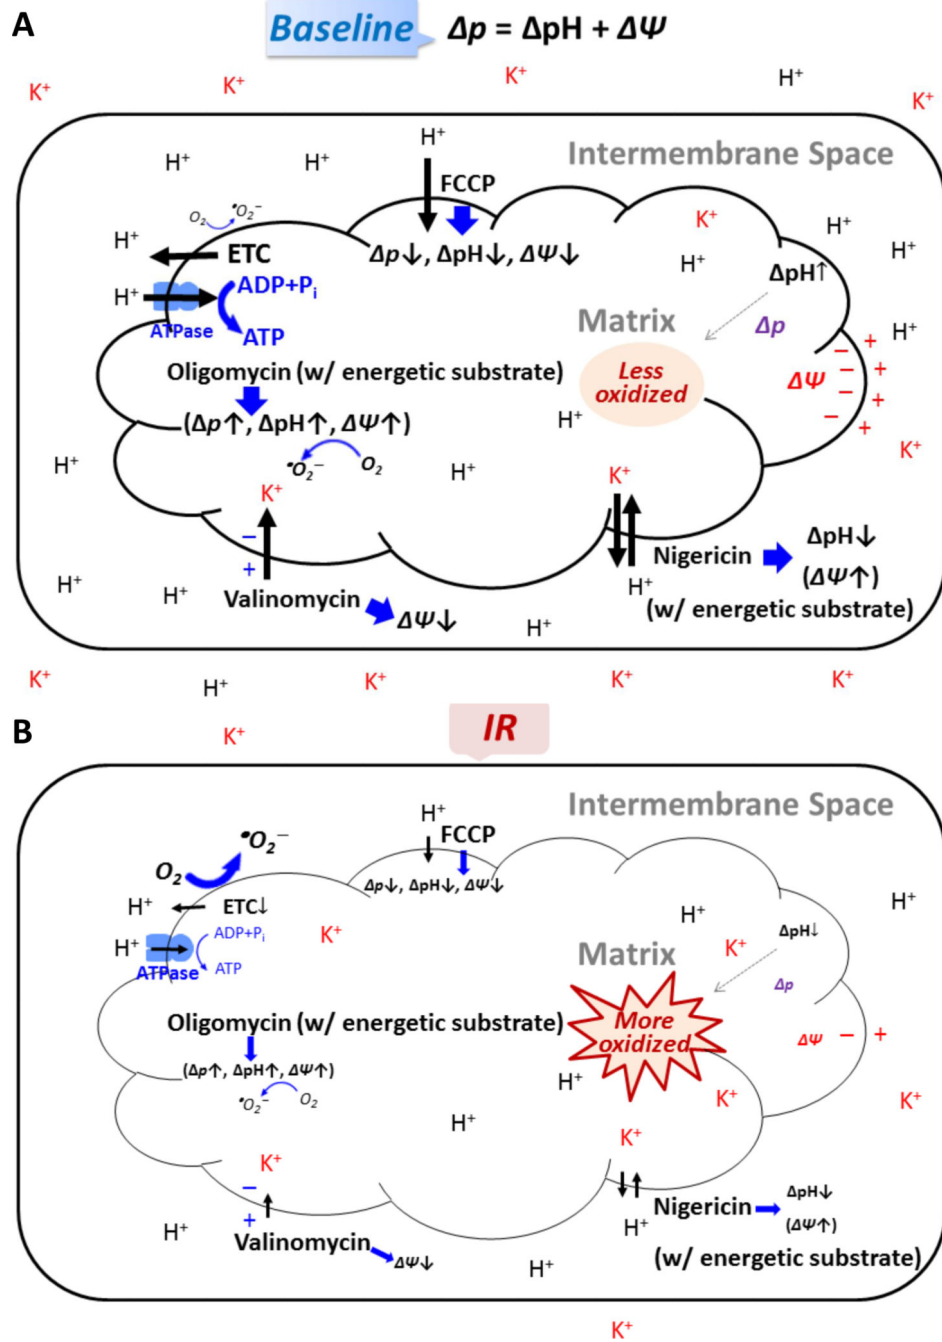 A
Baseline
Δp = ΔpH + ΔΨ
K⁺
K⁺
K⁺
H⁺
K⁺
H⁺
Intermembrane Space
H⁺
H⁺
FCCP
O₂
•O₂⁻
K⁺
H⁺
H⁺
ETC
Δp↓, ΔpH↓, ΔΨ↓
H⁺
H⁺
ΔpH↑
H⁺
ADP+Pᵢ
ATPase
ATP
Matrix
Δp
H⁺
Oligomycin (w/ energetic substrate)
Less
oxidized
ΔΨ
− +
− +
− +
− +
(Δp↑, ΔpH↑, ΔΨ↑)
H⁺
•O₂⁻
O₂
H⁺
H⁺
K⁺
K⁺
K⁺
−
+
Nigericin
ΔpH↓
(ΔΨ↑)
H⁺
H⁺
H⁺
Valinomycin
ΔΨ↓
(w/ energetic substrate)
H⁺
K⁺
H⁺
K⁺
K⁺
K⁺
B
K⁺
IR
Intermembrane Space
•O₂⁻
O₂
H⁺
FCCP
Δp↓, ΔpH↓, ΔΨ↓
H⁺
ETC↓
H⁺
H⁺
H⁺
ADP+Pᵢ
K⁺
K⁺
ΔpH↓
ATPase
ATP
Matrix
Δp
Oligomycin (w/ energetic substrate)
More
oxidized
ΔΨ
− +
(Δp↑, ΔpH↑, ΔΨ↑)
•O₂⁻
O₂
H⁺
K⁺
K⁺
H⁺
K⁺
K⁺
−
+
Nigericin
ΔpH↓
(ΔΨ↑)
H⁺
H⁺
Valinomycin
ΔΨ↓
(w/ energetic substrate)
H⁺
K⁺